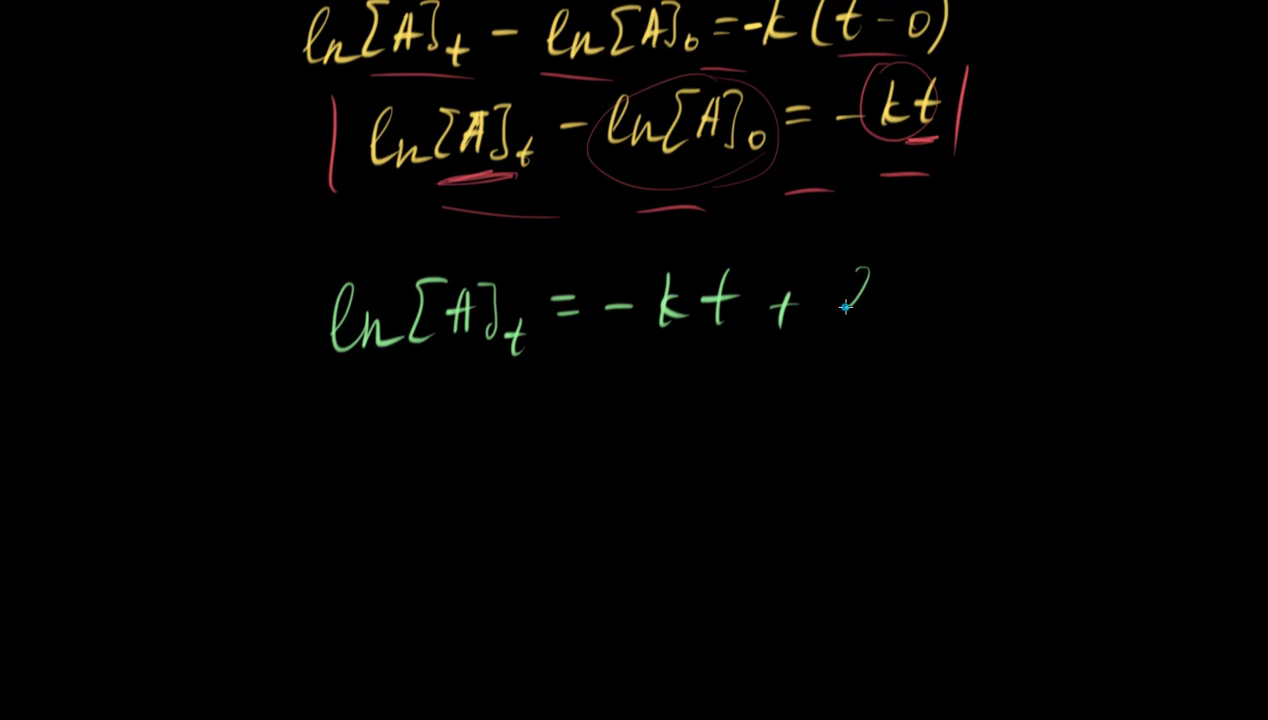 ln[A]ₜ - ln[A]₀ = -k(t - 0)
ln[A]ₜ - ln[A]₀ = -kt
ln[A]ₜ = -kt +